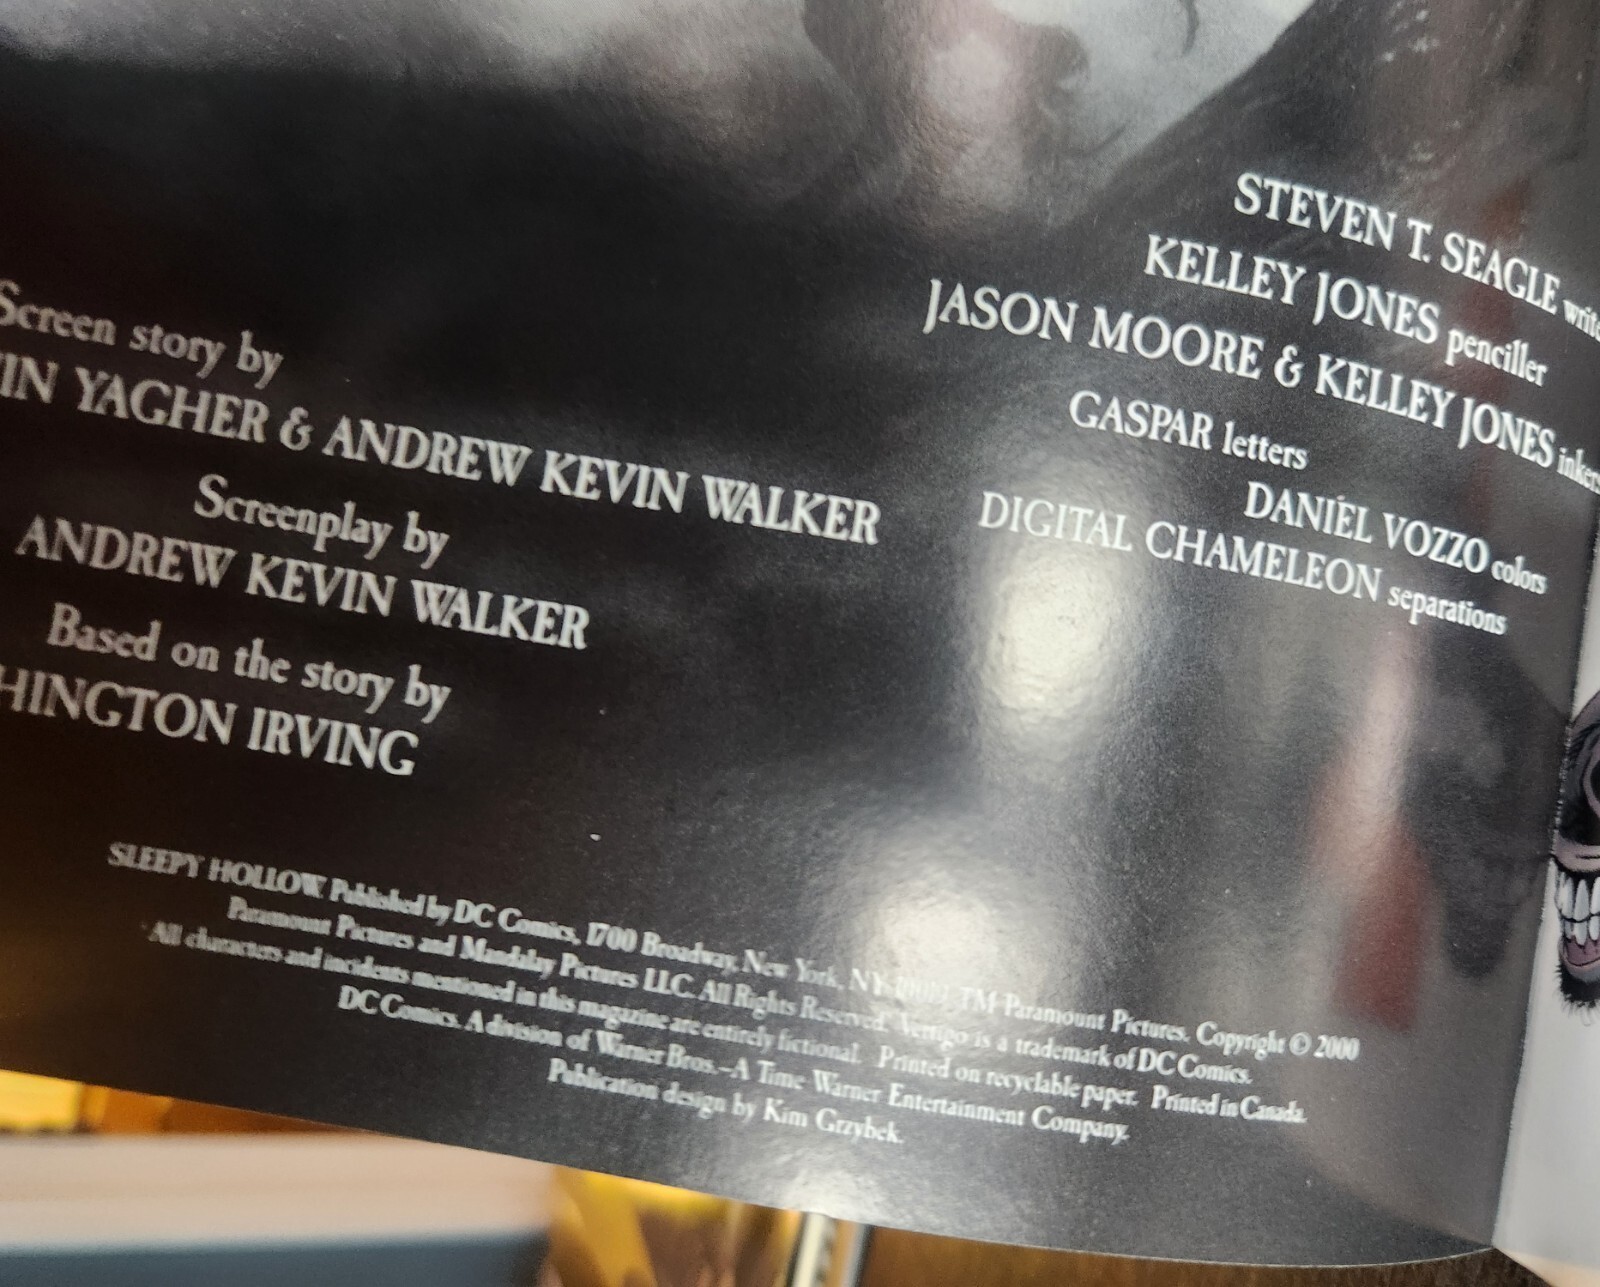 Screen story by
IN YAGHER & ANDREW KEVIN WALKER
Screenplay by
ANDREW KEVIN WALKER
Based on the story by
HINGTON IRVING
STEVEN T. SEAGLE write
KELLEY JONES penciller
JASON MOORE & KELLEY JONES inkers
GASPAR letters
DANIEL VOZZO colors
DIGITAL CHAMELEON separations
SLEEPY HOLLOW. Published by DC Comics, 1700 Broadway, New York, NY TM Paramount Pictures. Copyright © 2000
Paramount Pictures and Mandalay Pictures LLC. All Rights Reserved. Vertigo is a trademark of DC Comics.
All characters and incidents mentioned in this magazine are entirely fictional. Printed on recyclable paper. Printed in Canada.
DC Comics. A division of Warner Bros.–A Time Warner Entertainment Company.
Publication design by Kim Grzybek.